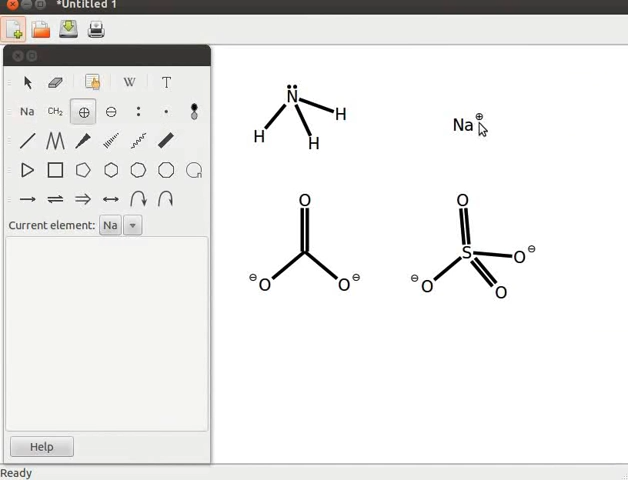 *Untitled 1
W T
Na CH₂
Current element: Na
Help
Ready
N
H H H
Na⊕
O
⊖O O⊖
O
S O⊖
⊖O O